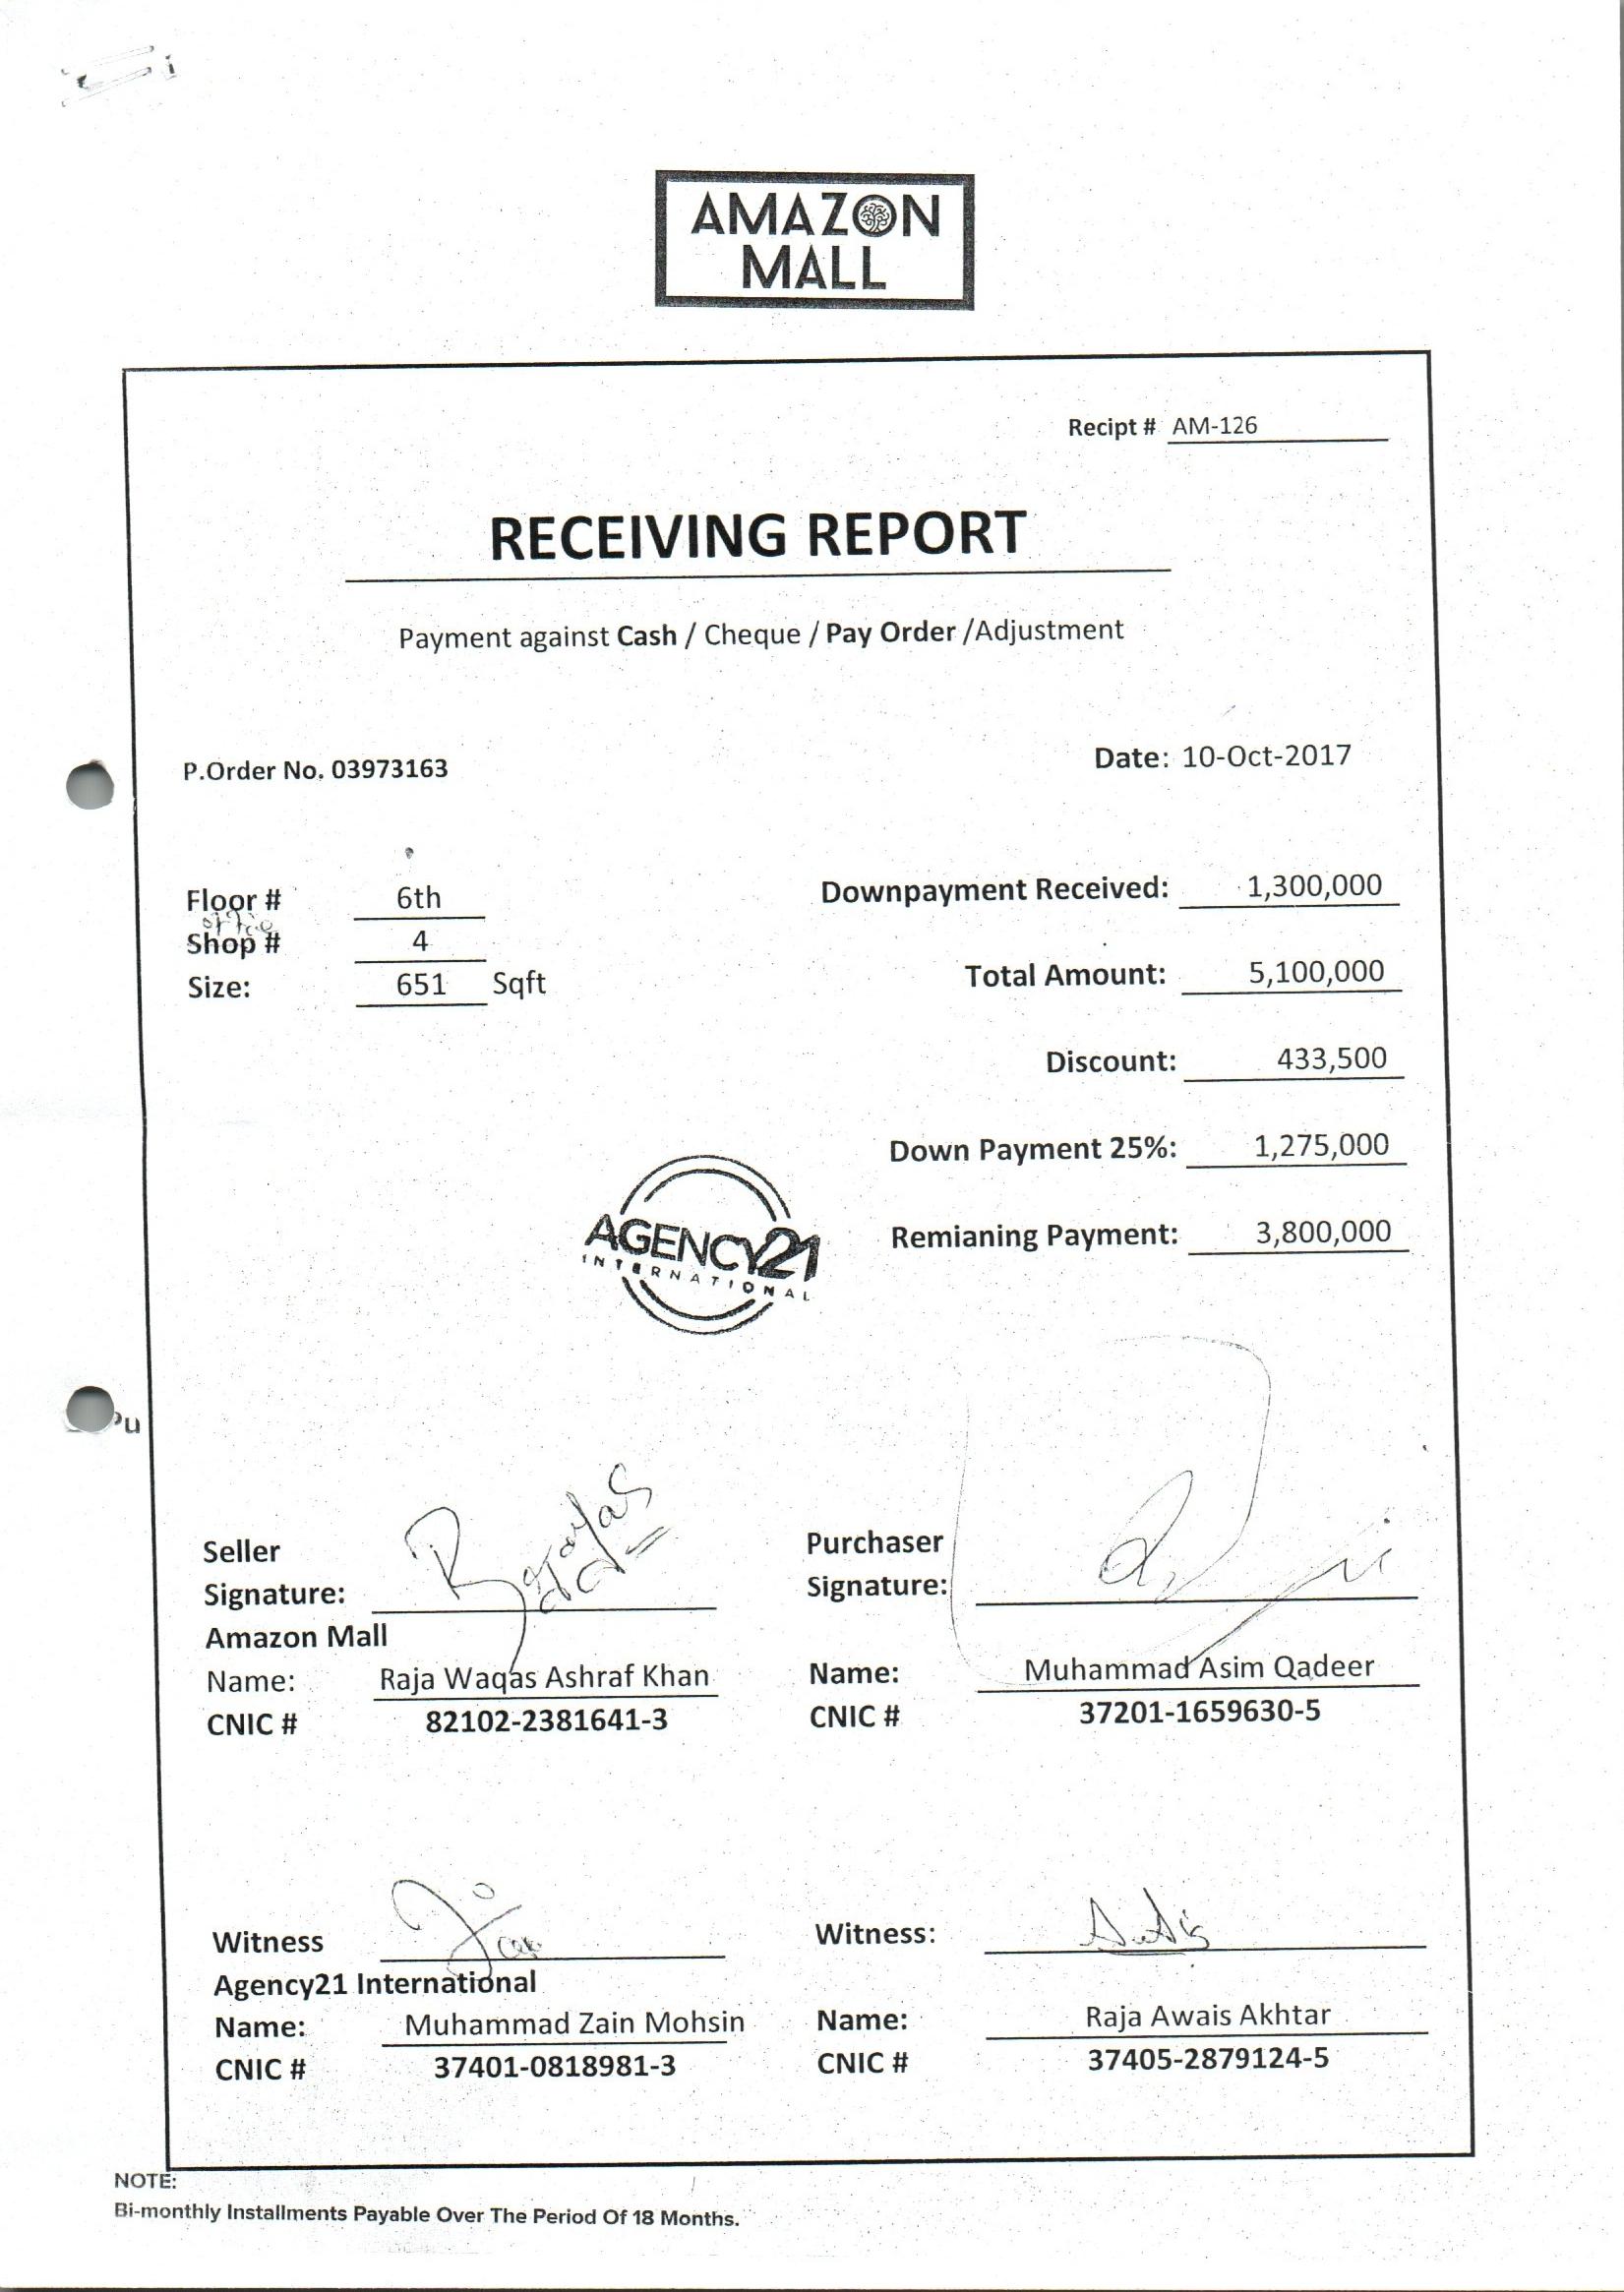 AMAZON
MALL
Recipt # AM-126
RECEIVING REPORT
Payment against Cash / Cheque / Pay Order /Adjustment
P.Order No. 03973163
Date: 10-Oct-2017
Floor # 6th
office
Shop # 4
Size: 651 Sqft
Downpayment Received: 1,300,000
Total Amount: 5,100,000
Discount: 433,500
Down Payment 25%: 1,275,000
Remianing Payment: 3,800,000
AGENCY21
INTERNATIONAL
Seller
Signature:
Amazon Mall
Name: Raja Waqas Ashraf Khan
CNIC # 82102-2381641-3
Purchaser
Signature:
Name: Muhammad Asim Qadeer
CNIC # 37201-1659630-5
Witness
Agency21 International
Name: Muhammad Zain Mohsin
CNIC # 37401-0818981-3
Witness:
Name: Raja Awais Akhtar
CNIC # 37405-2879124-5
NOTE:
Bi-monthly Installments Payable Over The Period Of 18 Months.